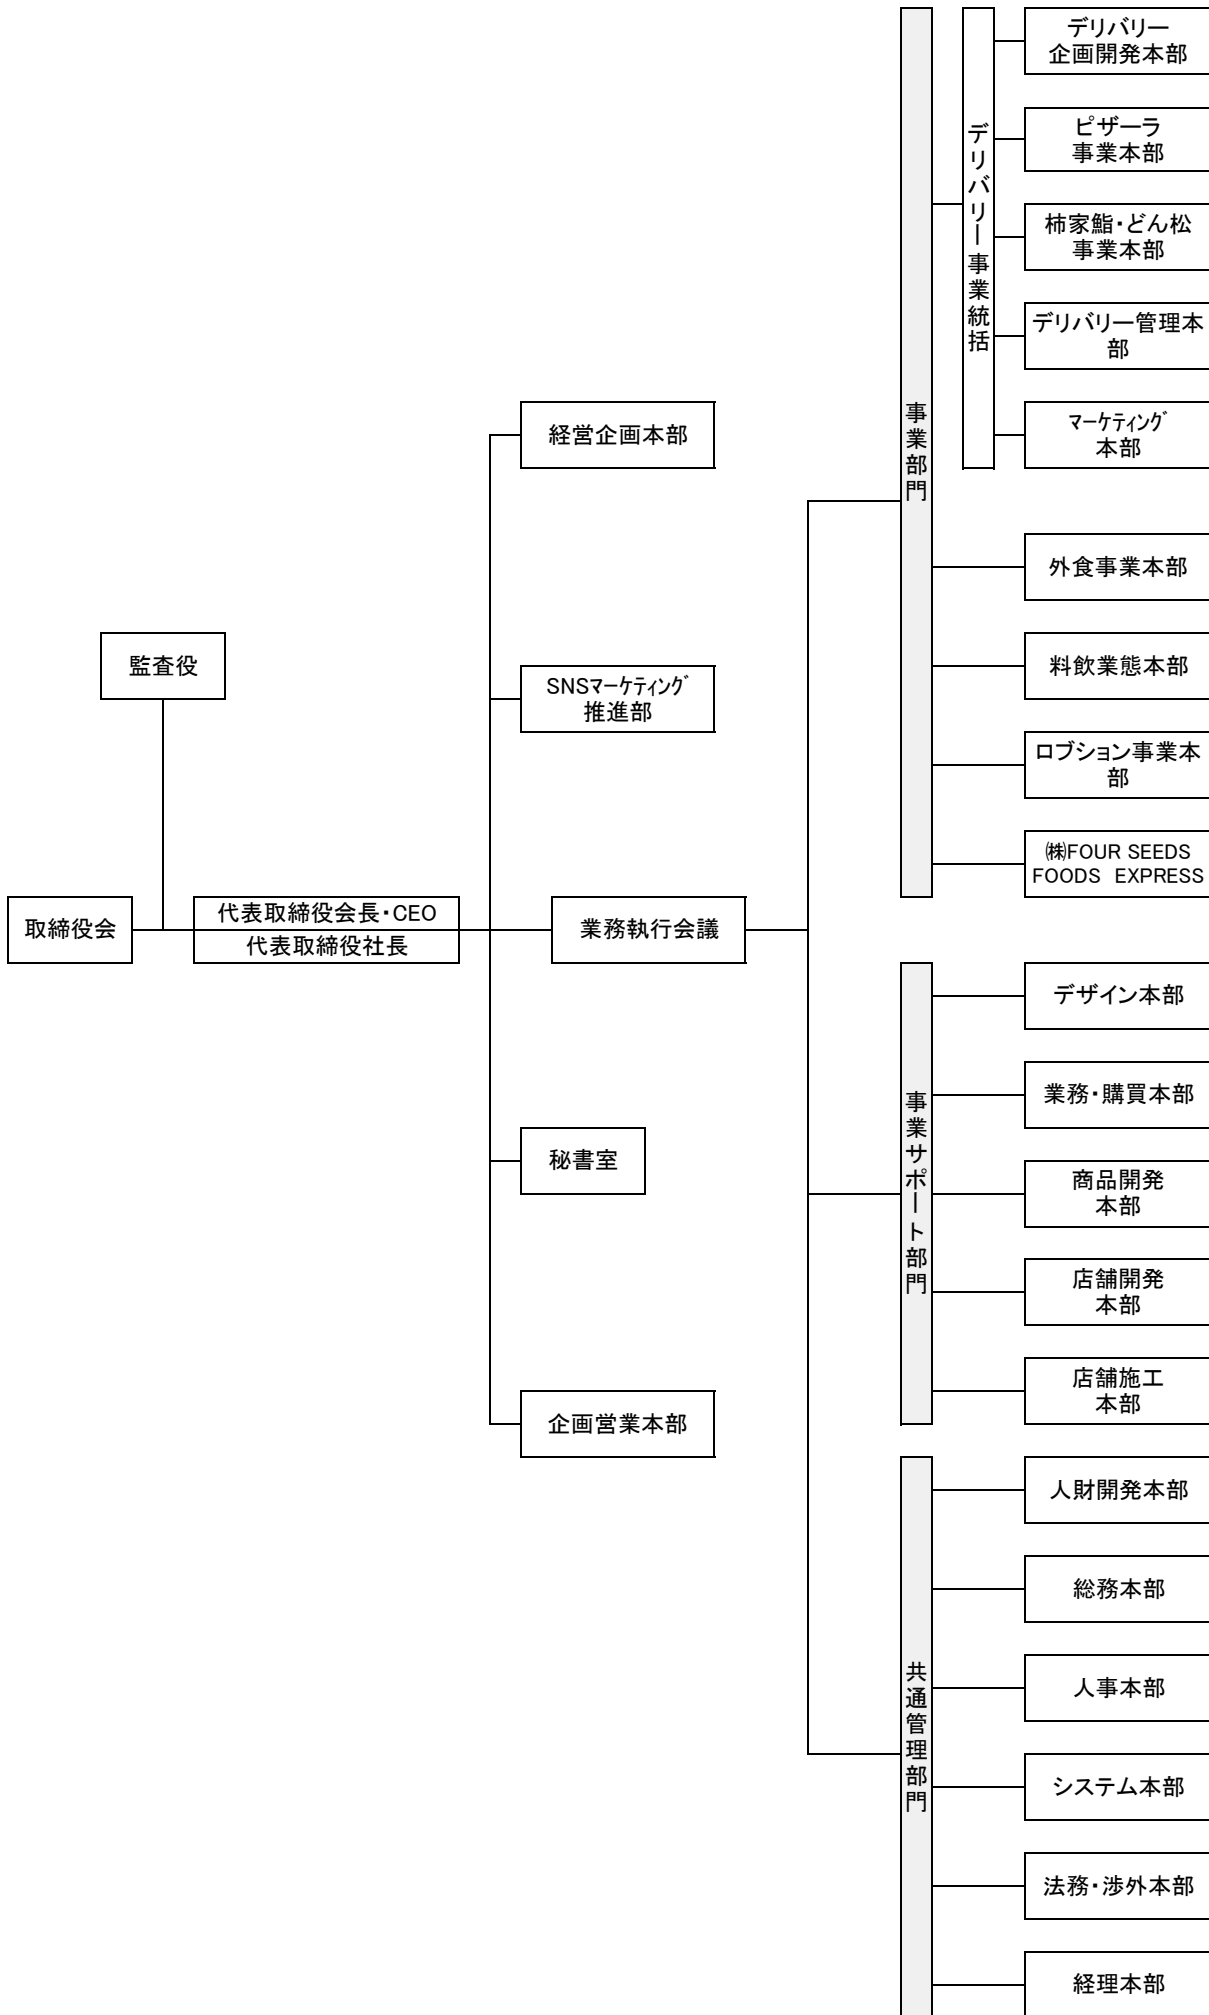 取締役会
監査役
代表取締役会長・CEO
代表取締役社長
経営企画本部
SNSマーケティング
推進部
業務執行会議
秘書室
企画営業本部
事業部門
デリバリー事業統括
デリバリー
企画開発本部
ピザーラ
事業本部
柿家鮨・どん松
事業本部
デリバリー管理本
部
マーケティング
本部
外食事業本部
料飲業態本部
ロブション事業本
部
㈱FOUR SEEDS
FOODS EXPRESS
事業サポート部門
デザイン本部
業務・購買本部
商品開発
本部
店舗開発
本部
店舗施工
本部
共通管理部門
人財開発本部
総務本部
人事本部
システム本部
法務・渉外本部
経理本部